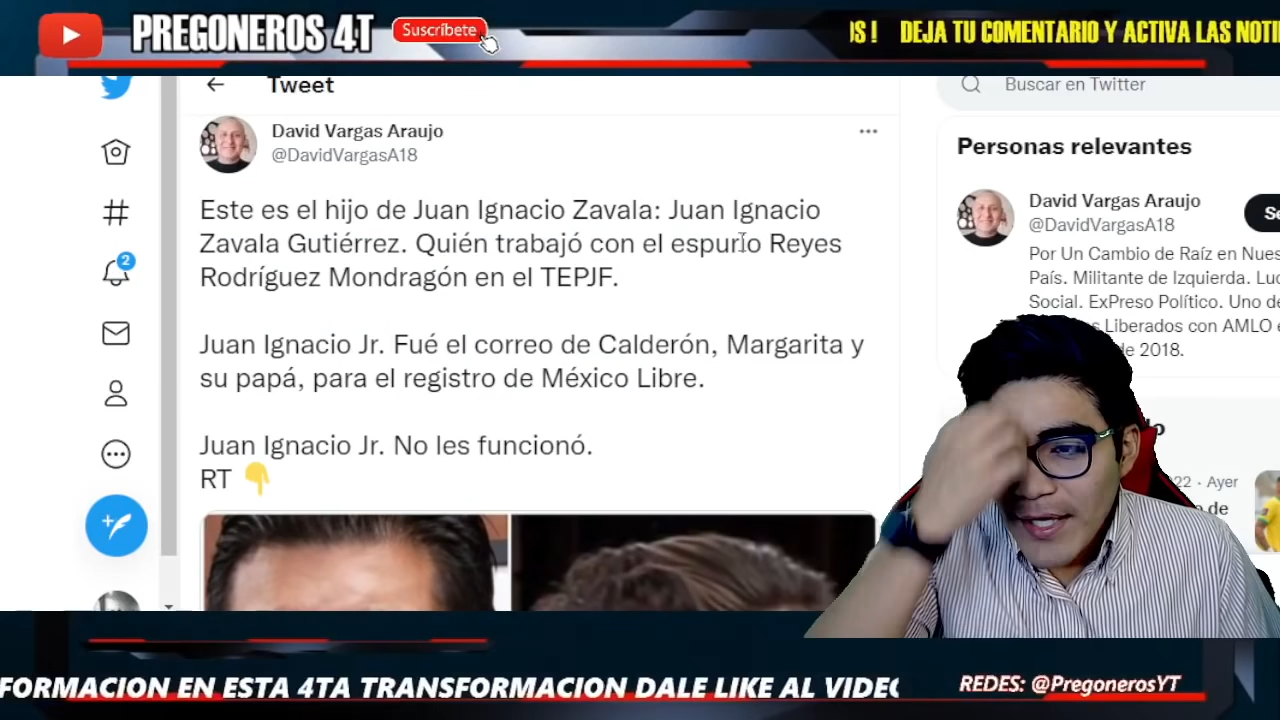 PREGONEROS 4T
Suscríbete
S ! DEJA TU COMENTARIO Y ACTIVA LAS
Tweet
Buscar en Twitter
David Vargas Araujo
@DavidVargasA18
Este es el hijo de Juan Ignacio Zavala: Juan Ignacio
Zavala Gutiérrez. Quién trabajó con el espurio Reyes
Rodríguez Mondragón en el TEPJF.
Juan Ignacio Jr. Fué el correo de Calderón, Margarita y
su papá, para el registro de México Libre.
Juan Ignacio Jr. No les funcionó.
RT
2
Personas relevantes
David Vargas Araujo
@DavidVargasA18
Por Un Cambio de Raíz en
País. Militante de Izquierda.
Social. ExPreso Político. Uno
Liberados con AMLO
de 2018.
22 · Ayer
de
FORMACION EN ESTA 4TA TRANSFORMACION DALE LIKE AL VIDEO
REDES: @PregonerosYT